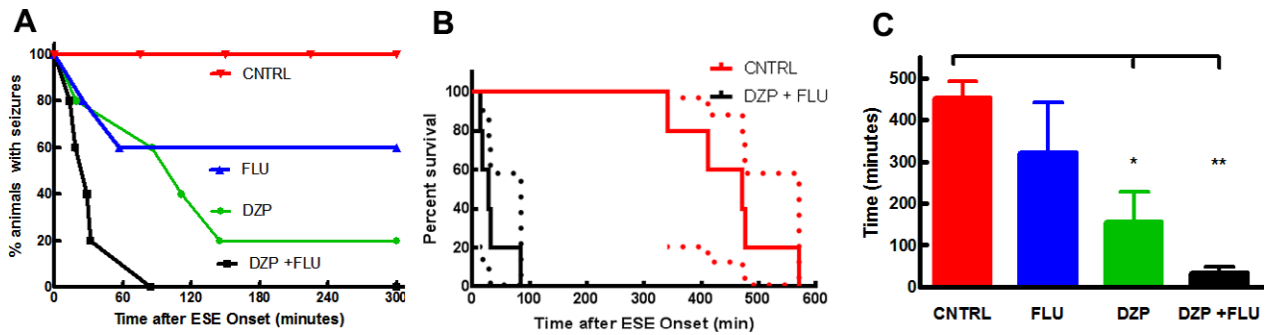 A
% animals with seizures
100
80
60
40
20
0
CNTRL
FLU
DZP
DZP +FLU
0 60 120 180 240 300
Time after ESE Onset (minutes)
B
Percent survival
100
80
60
40
20
0
CNTRL
DZP + FLU
0 100 200 300 400 500 600
Time after ESE Onset (min)
C
Time (minutes)
500
400
300
200
100
0
*
**
CNTRL FLU DZP DZP +FLU